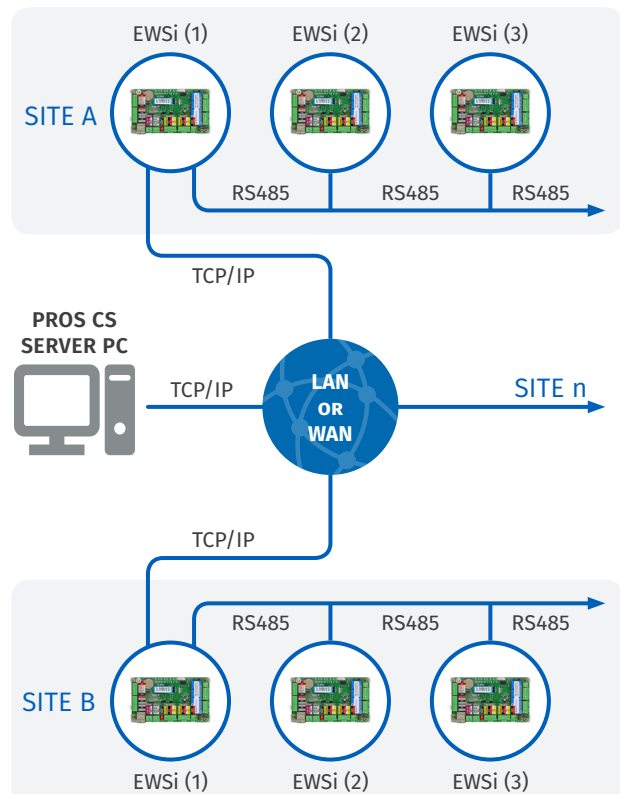 EWSi (1)
EWSi (2)
EWSi (3)
SITE A
RS485
RS485
RS485
TCP/IP
PROS CS
SERVER PC
TCP/IP
LAN
OR
WAN
SITE n
TCP/IP
RS485
RS485
RS485
SITE B
EWSi (1)
EWSi (2)
EWSi (3)